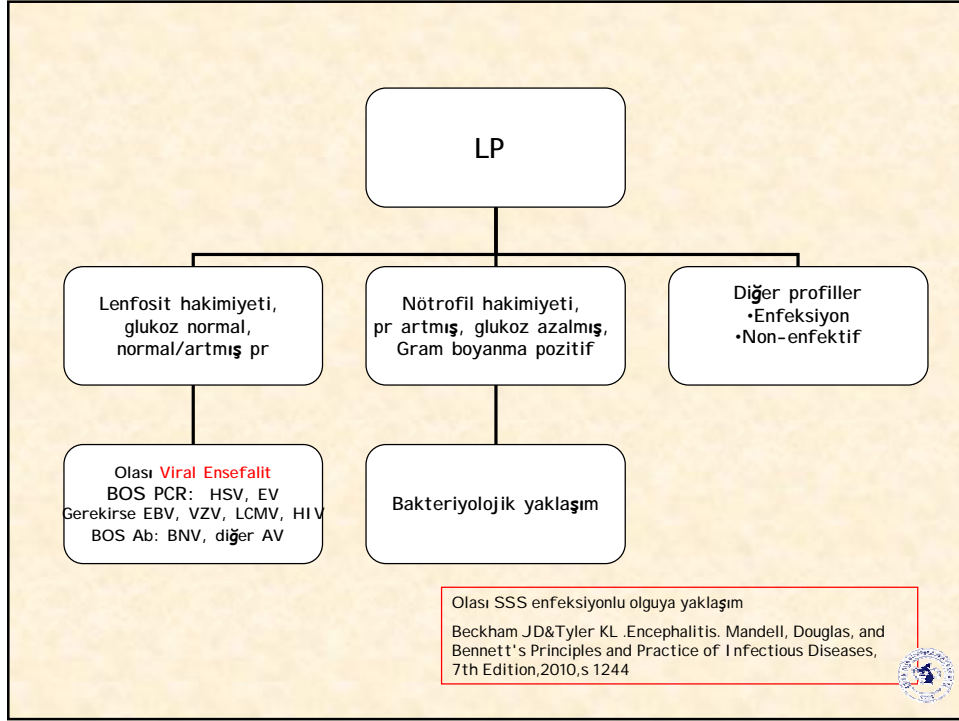 LP
Lenfosit hakimiyeti,
glukoz normal,
normal/artmış pr
Nötrofil hakimiyeti,
pr artmış, glukoz azalmış,
Gram boyanma pozitif
Diğer profiller
•Enfeksiyon
•Non-enfektif
Olası Viral Ensefalit
BOS PCR: HSV, EV
Gerekirse EBV, VZV, LCMV, HIV
BOS Ab: BNV, diğer AV
Bakteriyolojik yaklaşım
Olası SSS enfeksiyonlu olguya yaklaşım
Beckham JD&Tyler KL .Encephalitis. Mandell, Douglas, and
Bennett's Principles and Practice of Infectious Diseases,
7th Edition,2010,s 1244